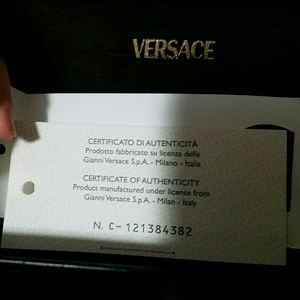 VERSACE
CERTIFICATO DI AUTENTICITÀ
Prodotto fabbricato su licenza della
Gianni Versace S.p.A. - Milano - Italia
CERTIFICATE OF AUTHENTICITY
Product manufactured under license from
Gianni Versace S.p.A. - Milan - Italy
N. C- 121384382